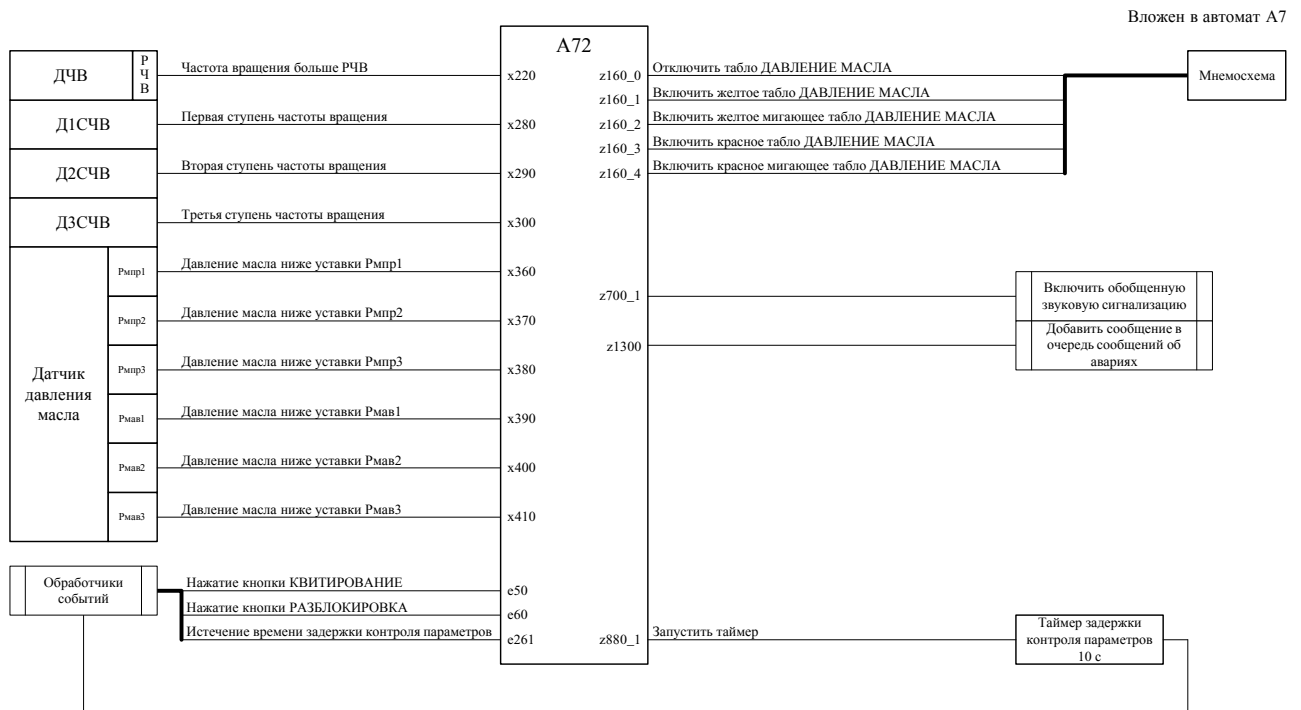 Вложен в автомат А7
А72
ДЧВ
РЧВ
Частота вращения больше РЧВ
x220
z160_0
Отключить табло ДАВЛЕНИЕ МАСЛА
Мнемосхема
z160_1
Включить желтое табло ДАВЛЕНИЕ МАСЛА
Д1СЧВ
Первая ступень частоты вращения
x280
z160_2
Включить желтое мигающее табло ДАВЛЕНИЕ МАСЛА
z160_3
Включить красное табло ДАВЛЕНИЕ МАСЛА
Д2СЧВ
Вторая ступень частоты вращения
x290
z160_4
Включить красное мигающее табло ДАВЛЕНИЕ МАСЛА
Д3СЧВ
Третья ступень частоты вращения
x300
Датчик
давления
масла
Рмпр1
Давление масла ниже уставки Рмпр1
x360
z700_1
Включить обобщенную
звуковую сигнализацию
Рмпр2
Давление масла ниже уставки Рмпр2
x370
z1300
Добавить сообщение в
очередь сообщений об
авариях
Рмпр3
Давление масла ниже уставки Рмпр3
x380
Рмав1
Давление масла ниже уставки Рмав1
x390
Рмав2
Давление масла ниже уставки Рмав2
x400
Рмав3
Давление масла ниже уставки Рмав3
x410
Обработчики
событий
Нажатие кнопки КВИТИРОВАНИЕ
e50
Нажатие кнопки РАЗБЛОКИРОВКА
e60
Истечение времени задержки контроля параметров
e261
z880_1
Запустить таймер
Таймер задержки
контроля параметров
10 с